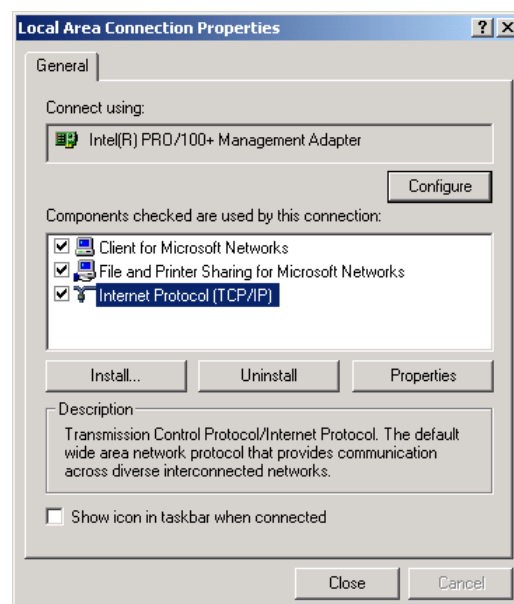 Local Area Connection Properties
General
Connect using:
Intel(R) PRO/100+ Management Adapter
Configure
Components checked are used by this connection:
Client for Microsoft Networks
File and Printer Sharing for Microsoft Networks
Internet Protocol (TCP/IP)
Install...
Uninstall
Properties
Description
Transmission Control Protocol/Internet Protocol. The default
wide area network protocol that provides communication
across diverse interconnected networks.
Show icon in taskbar when connected
Close
Cancel